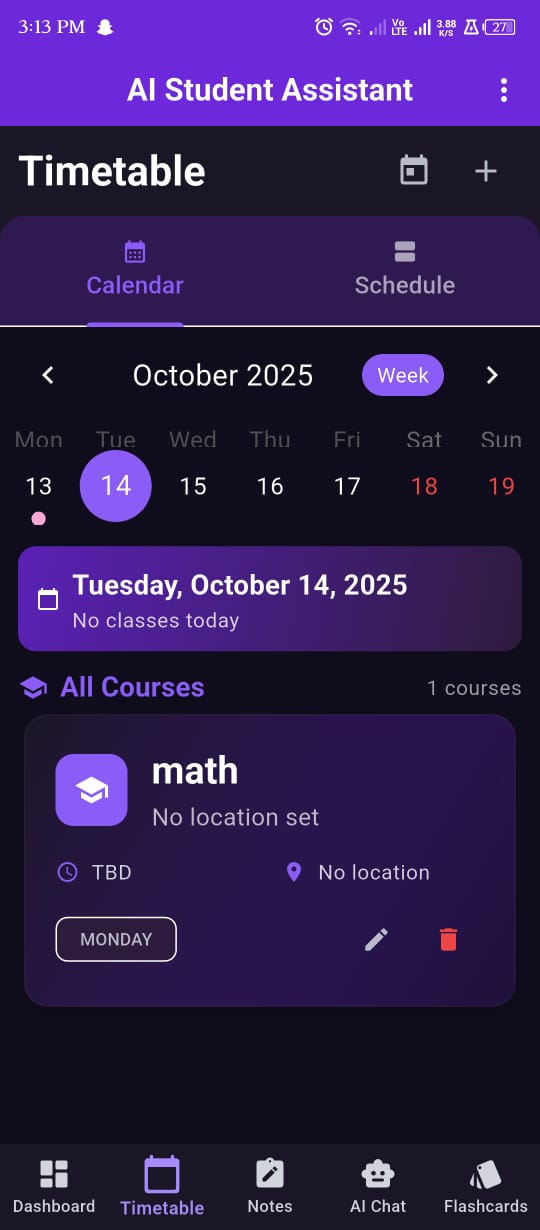 3:13 PM
Vo LTE 3.88 K/S 27
AI Student Assistant
Timetable
Calendar Schedule
October 2025 Week
Mon Tue Wed Thu Fri Sat Sun
13 14 15 16 17 18 19
Tuesday, October 14, 2025
No classes today
All Courses 1 courses
math
No location set
TBD No location
MONDAY
Dashboard Timetable Notes AI Chat Flashcards